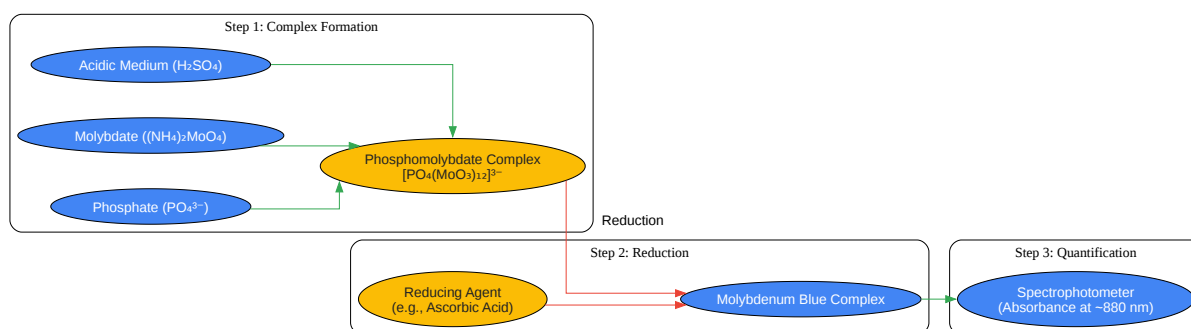 Step 1: Complex Formation
Acidic Medium (H₂SO₄)
Molybdate ((NH₄)₂MoO₄)
Phosphomolybdate Complex
[PO₄(MoO₃)₁₂]³⁻
Phosphate (PO₄³⁻)
Reduction
Step 2: Reduction
Reducing Agent
(e.g., Ascorbic Acid)
Molybdenum Blue Complex
Step 3: Quantification
Spectrophotometer
(Absorbance at ~880 nm)